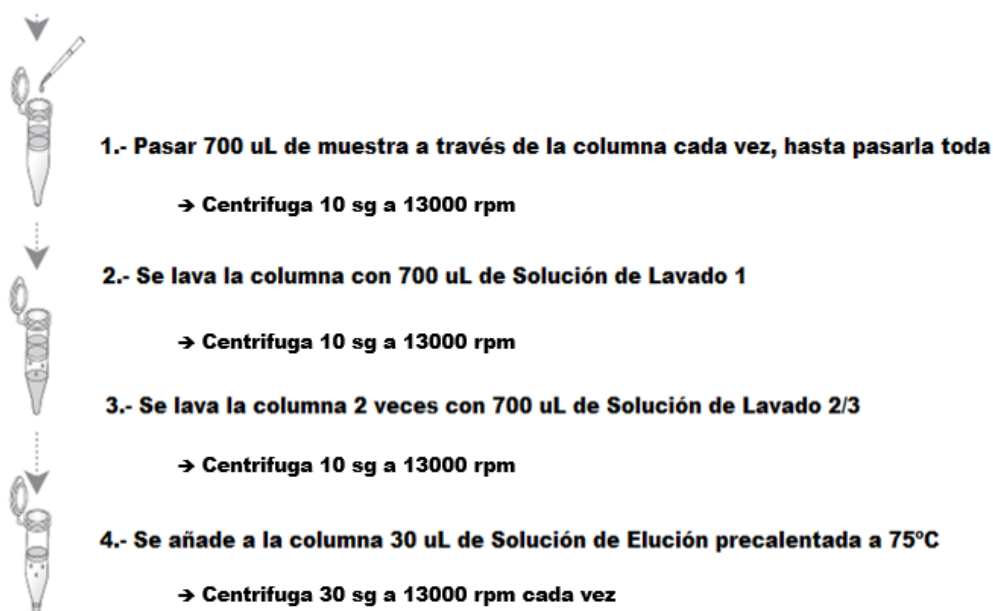 1.- Pasar 700 uL de muestra a través de la columna cada vez, hasta pasarla toda
→ Centrifuga 10 sg a 13000 rpm
2.- Se lava la columna con 700 uL de Solución de Lavado 1
→ Centrifuga 10 sg a 13000 rpm
3.- Se lava la columna 2 veces con 700 uL de Solución de Lavado 2/3
→ Centrifuga 10 sg a 13000 rpm
4.- Se añade a la columna 30 uL de Solución de Elución precalentada a 75ºC
→ Centrifuga 30 sg a 13000 rpm cada vez